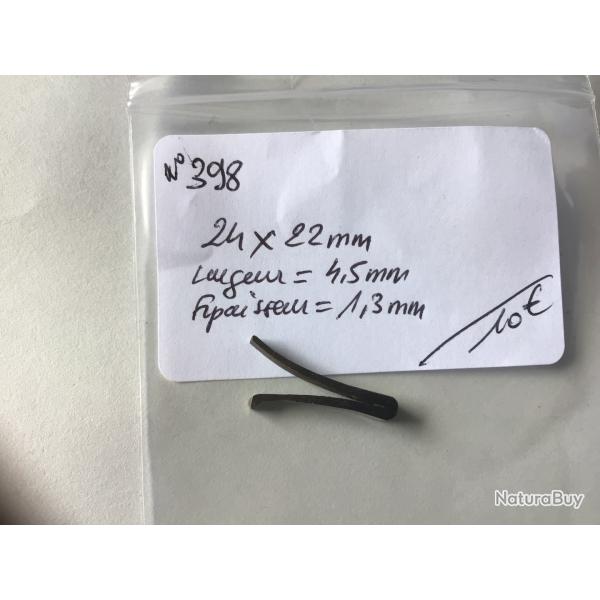 N° 398
24 x 22 mm
Largeur = 4,5 mm
Epaisseur = 1,3 mm
10 €
NaturaBuy